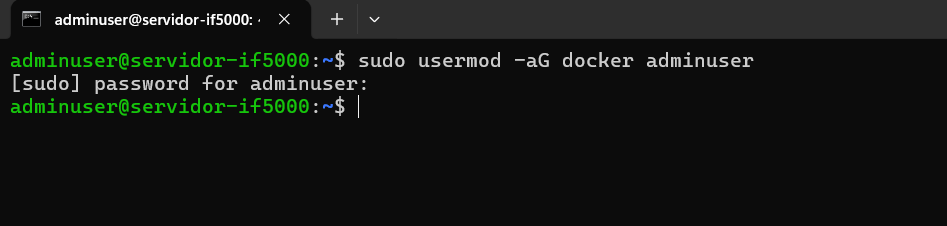 adminuser@servidor-if5000: ~
adminuser@servidor-if5000:~$ sudo usermod -aG docker adminuser
[sudo] password for adminuser:
adminuser@servidor-if5000:~$